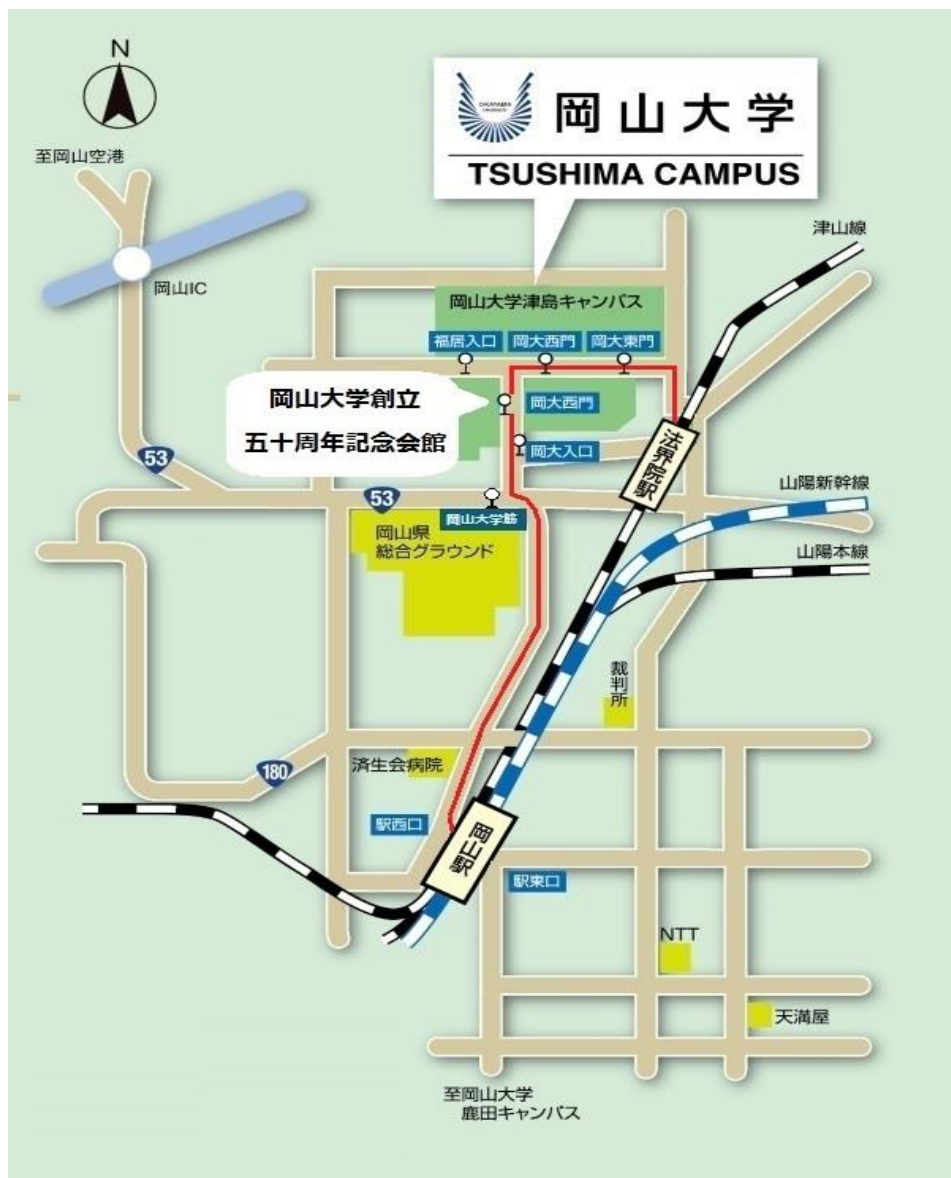 N
至岡山空港
OKAYAMA
UNIVERSITY
岡山大学
TSUSHIMA CAMPUS
津山線
岡山IC
岡山大学津島キャンパス
福居入口
岡大西門
岡大東門
岡山大学創立
五十周年記念会館
岡大西門
岡大入口
法界院駅
53
53
岡山大学筋
山陽新幹線
岡山県
総合グラウンド
山陽本線
裁判所
180
済生会病院
駅西口
岡山駅
駅東口
NTT
天満屋
至岡山大学
鹿田キャンパス